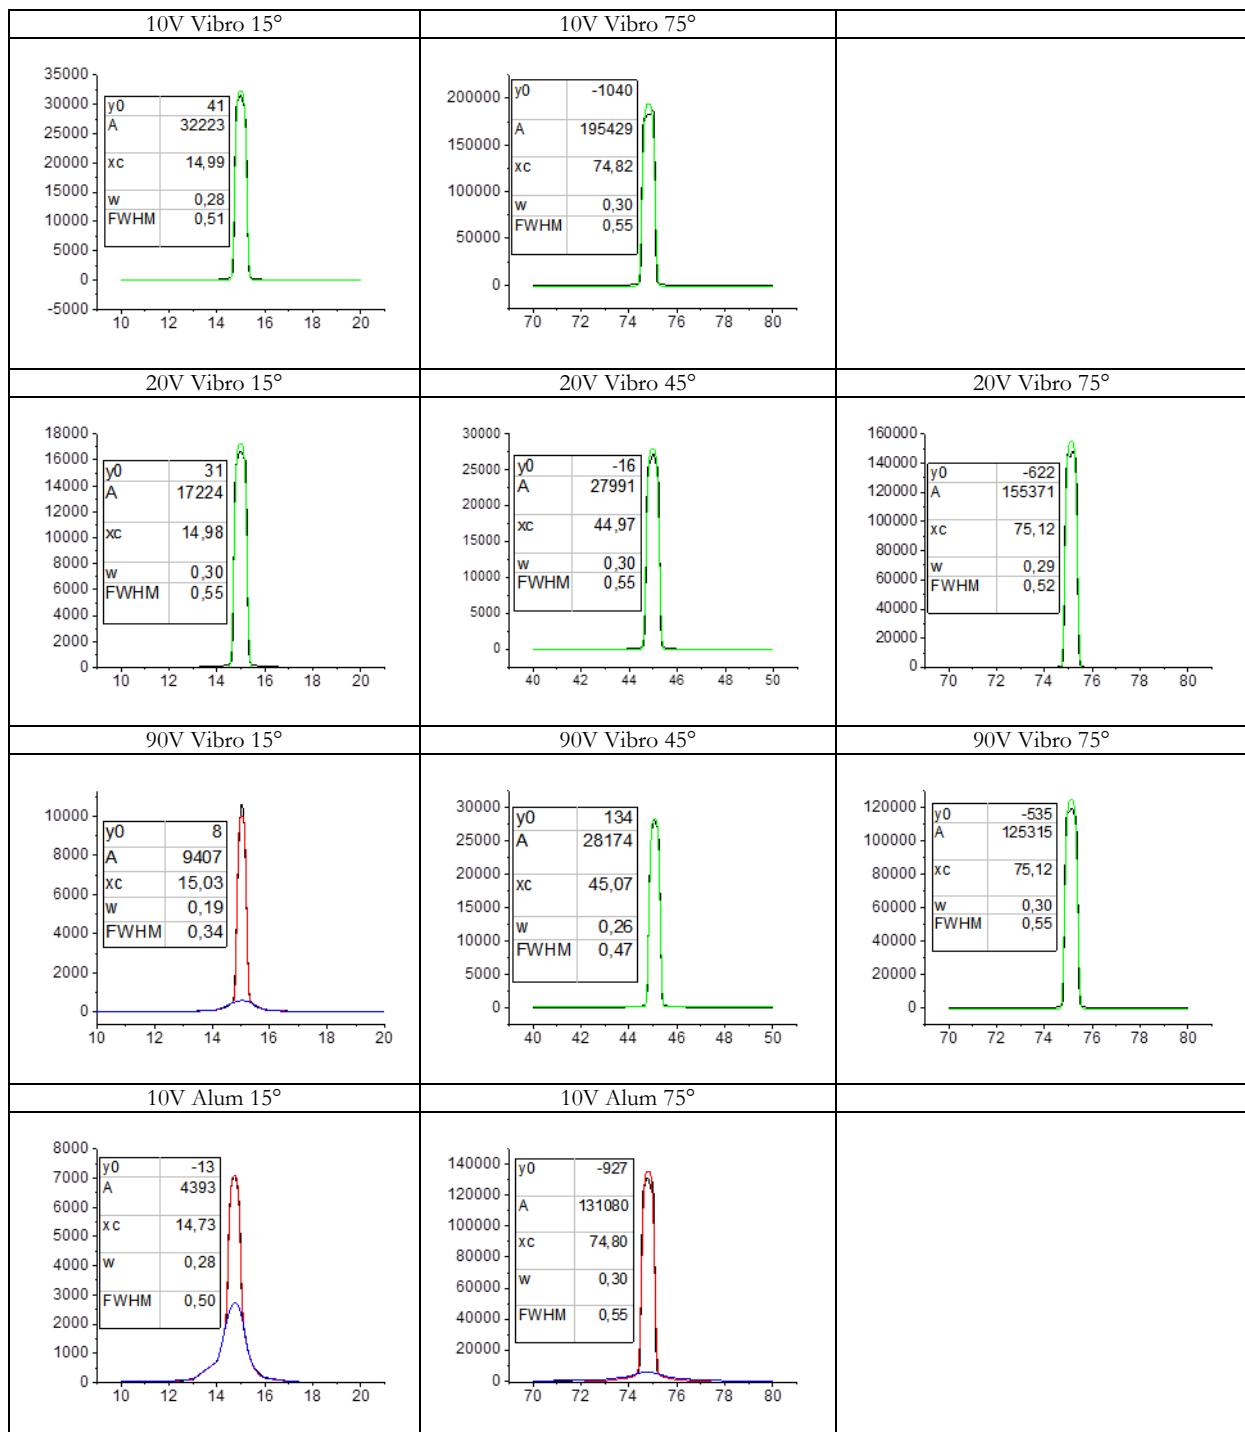 10V Vibro 15°
10V Vibro 75°
35000
30000
25000
20000
15000
10000
5000
0
-5000
10 12 14 16 18 20
y0 41
A 32223
xc 14,99
w 0,28
FWHM 0,51
200000
150000
100000
50000
0
70 72 74 76 78 80
y0 -1040
A 195429
xc 74,82
w 0,30
FWHM 0,55
20V Vibro 15°
20V Vibro 45°
20V Vibro 75°
18000
16000
14000
12000
10000
8000
6000
4000
2000
0
10 12 14 16 18 20
y0 31
A 17224
xc 14,98
w 0,30
FWHM 0,55
30000
25000
20000
15000
10000
5000
0
40 42 44 46 48 50
y0 -16
A 27991
xc 44,97
w 0,30
FWHM 0,55
160000
140000
120000
100000
80000
60000
40000
20000
0
70 72 74 76 78 80
y0 -622
A 155371
xc 75,12
w 0,29
FWHM 0,52
90V Vibro 15°
90V Vibro 45°
90V Vibro 75°
10000
8000
6000
4000
2000
0
10 12 14 16 18 20
y0 8
A 9407
xc 15,03
w 0,19
FWHM 0,34
30000
25000
20000
15000
10000
5000
0
40 42 44 46 48 50
y0 134
A 28174
xc 45,07
w 0,26
FWHM 0,47
120000
100000
80000
60000
40000
20000
0
70 72 74 76 78 80
y0 -535
A 125315
xc 75,12
w 0,30
FWHM 0,55
10V Alum 15°
10V Alum 75°
8000
7000
6000
5000
4000
3000
2000
1000
0
10 12 14 16 18 20
y0 -13
A 4393
xc 14,73
w 0,28
FWHM 0,50
140000
120000
100000
80000
60000
40000
20000
0
70 72 74 76 78 80
y0 -927
A 131080
xc 74,80
w 0,30
FWHM 0,55